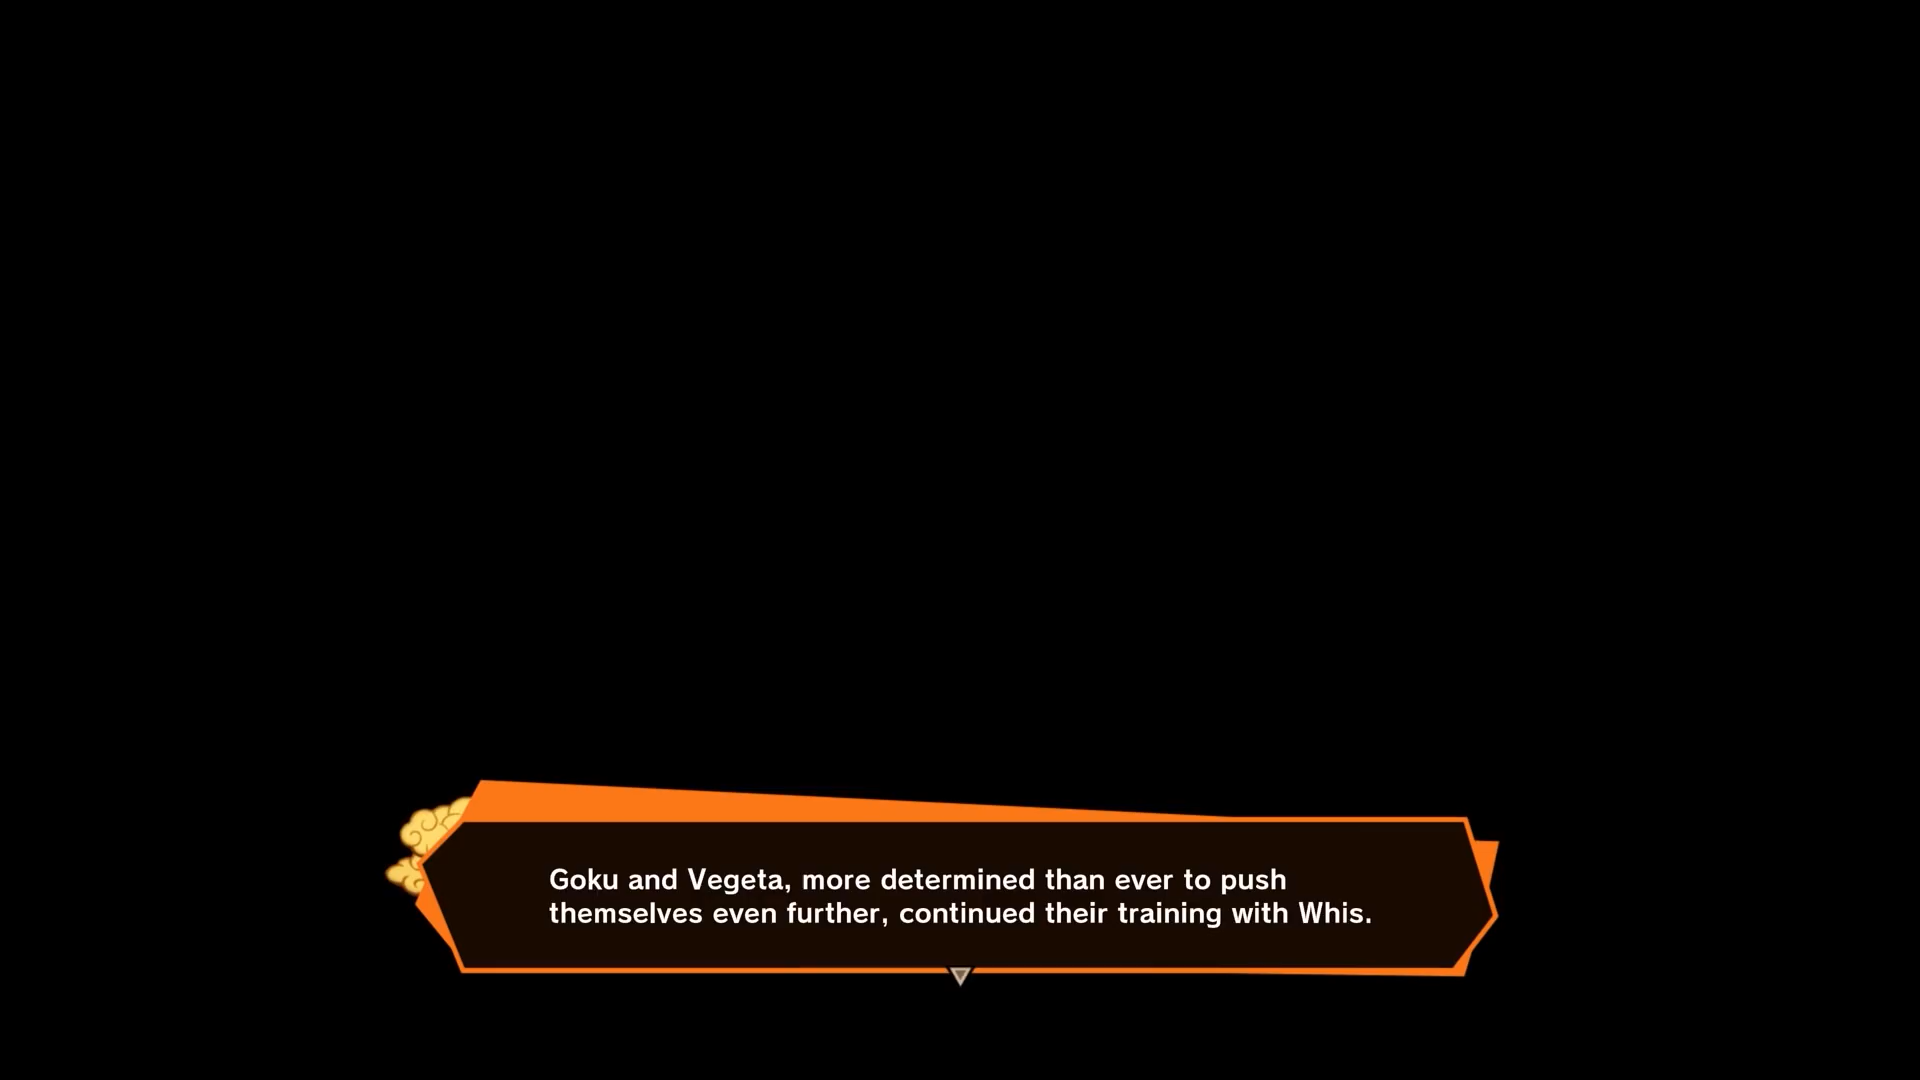 Goku and Vegeta, more determined than ever to push
themselves even further, continued their training with Whis.